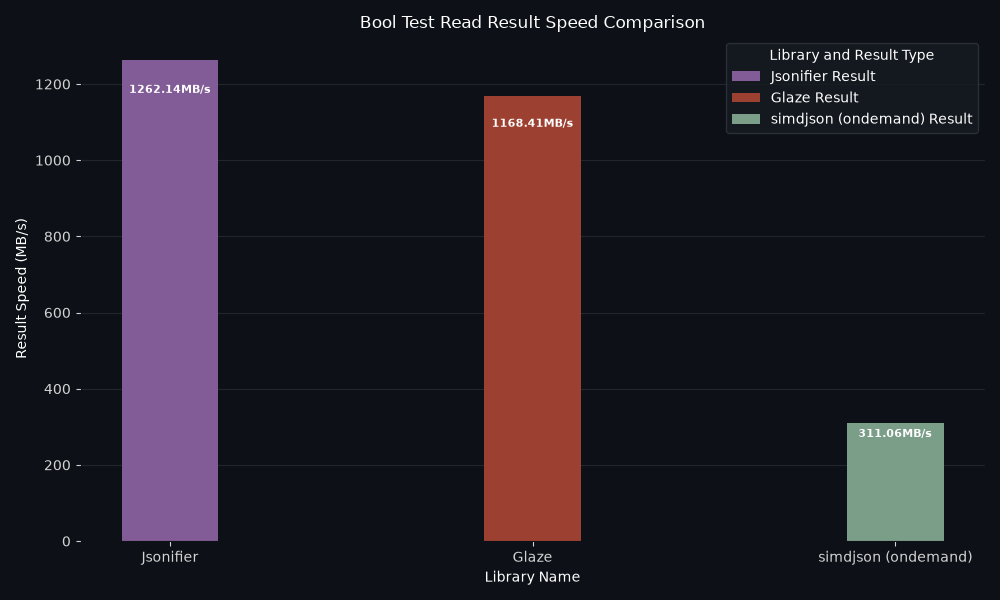 Bool Test Read Result Speed Comparison
Library and Result Type
Jsonifier Result
Glaze Result
simdjson (ondemand) Result
Result Speed (MB/s)
1200
1000
800
600
400
200
0
1262.14MB/s
1168.41MB/s
311.06MB/s
Jsonifier
Glaze
simdjson (ondemand)
Library Name